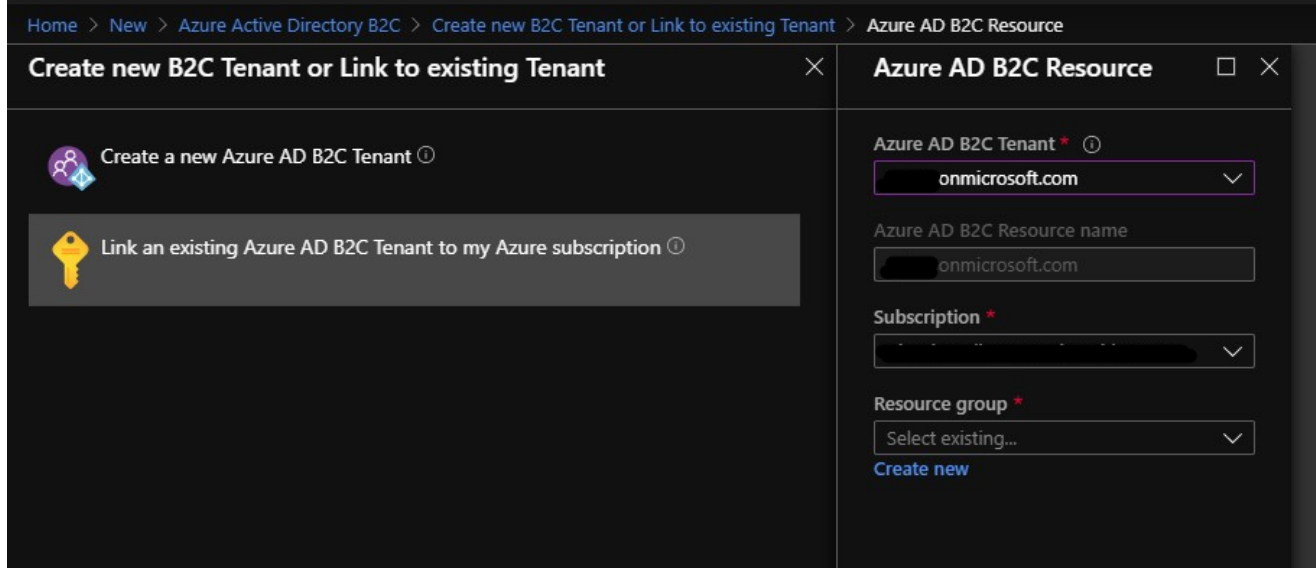 Home > New > Azure Active Directory B2C > Create new B2C Tenant or Link to existing Tenant > Azure AD B2C Resource
Create new B2C Tenant or Link to existing Tenant
Create a new Azure AD B2C Tenant
Link an existing Azure AD B2C Tenant to my Azure subscription
Azure AD B2C Resource
Azure AD B2C Tenant *
onmicrosoft.com
Azure AD B2C Resource name
onmicrosoft.com
Subscription *
Resource group *
Select existing...
Create new